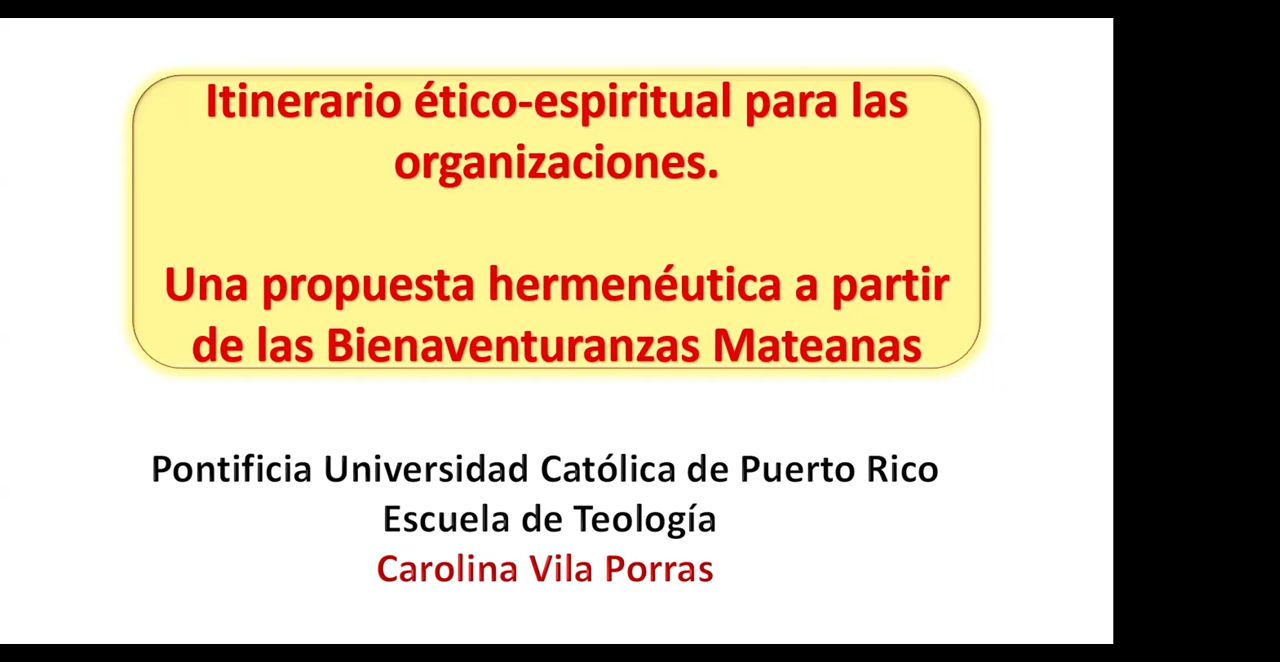 Itinerario ético-espiritual para las
organizaciones.
Una propuesta hermenéutica a partir
de las Bienaventuranzas Mateanas
Pontificia Universidad Católica de Puerto Rico
Escuela de Teología
Carolina Vila Porras